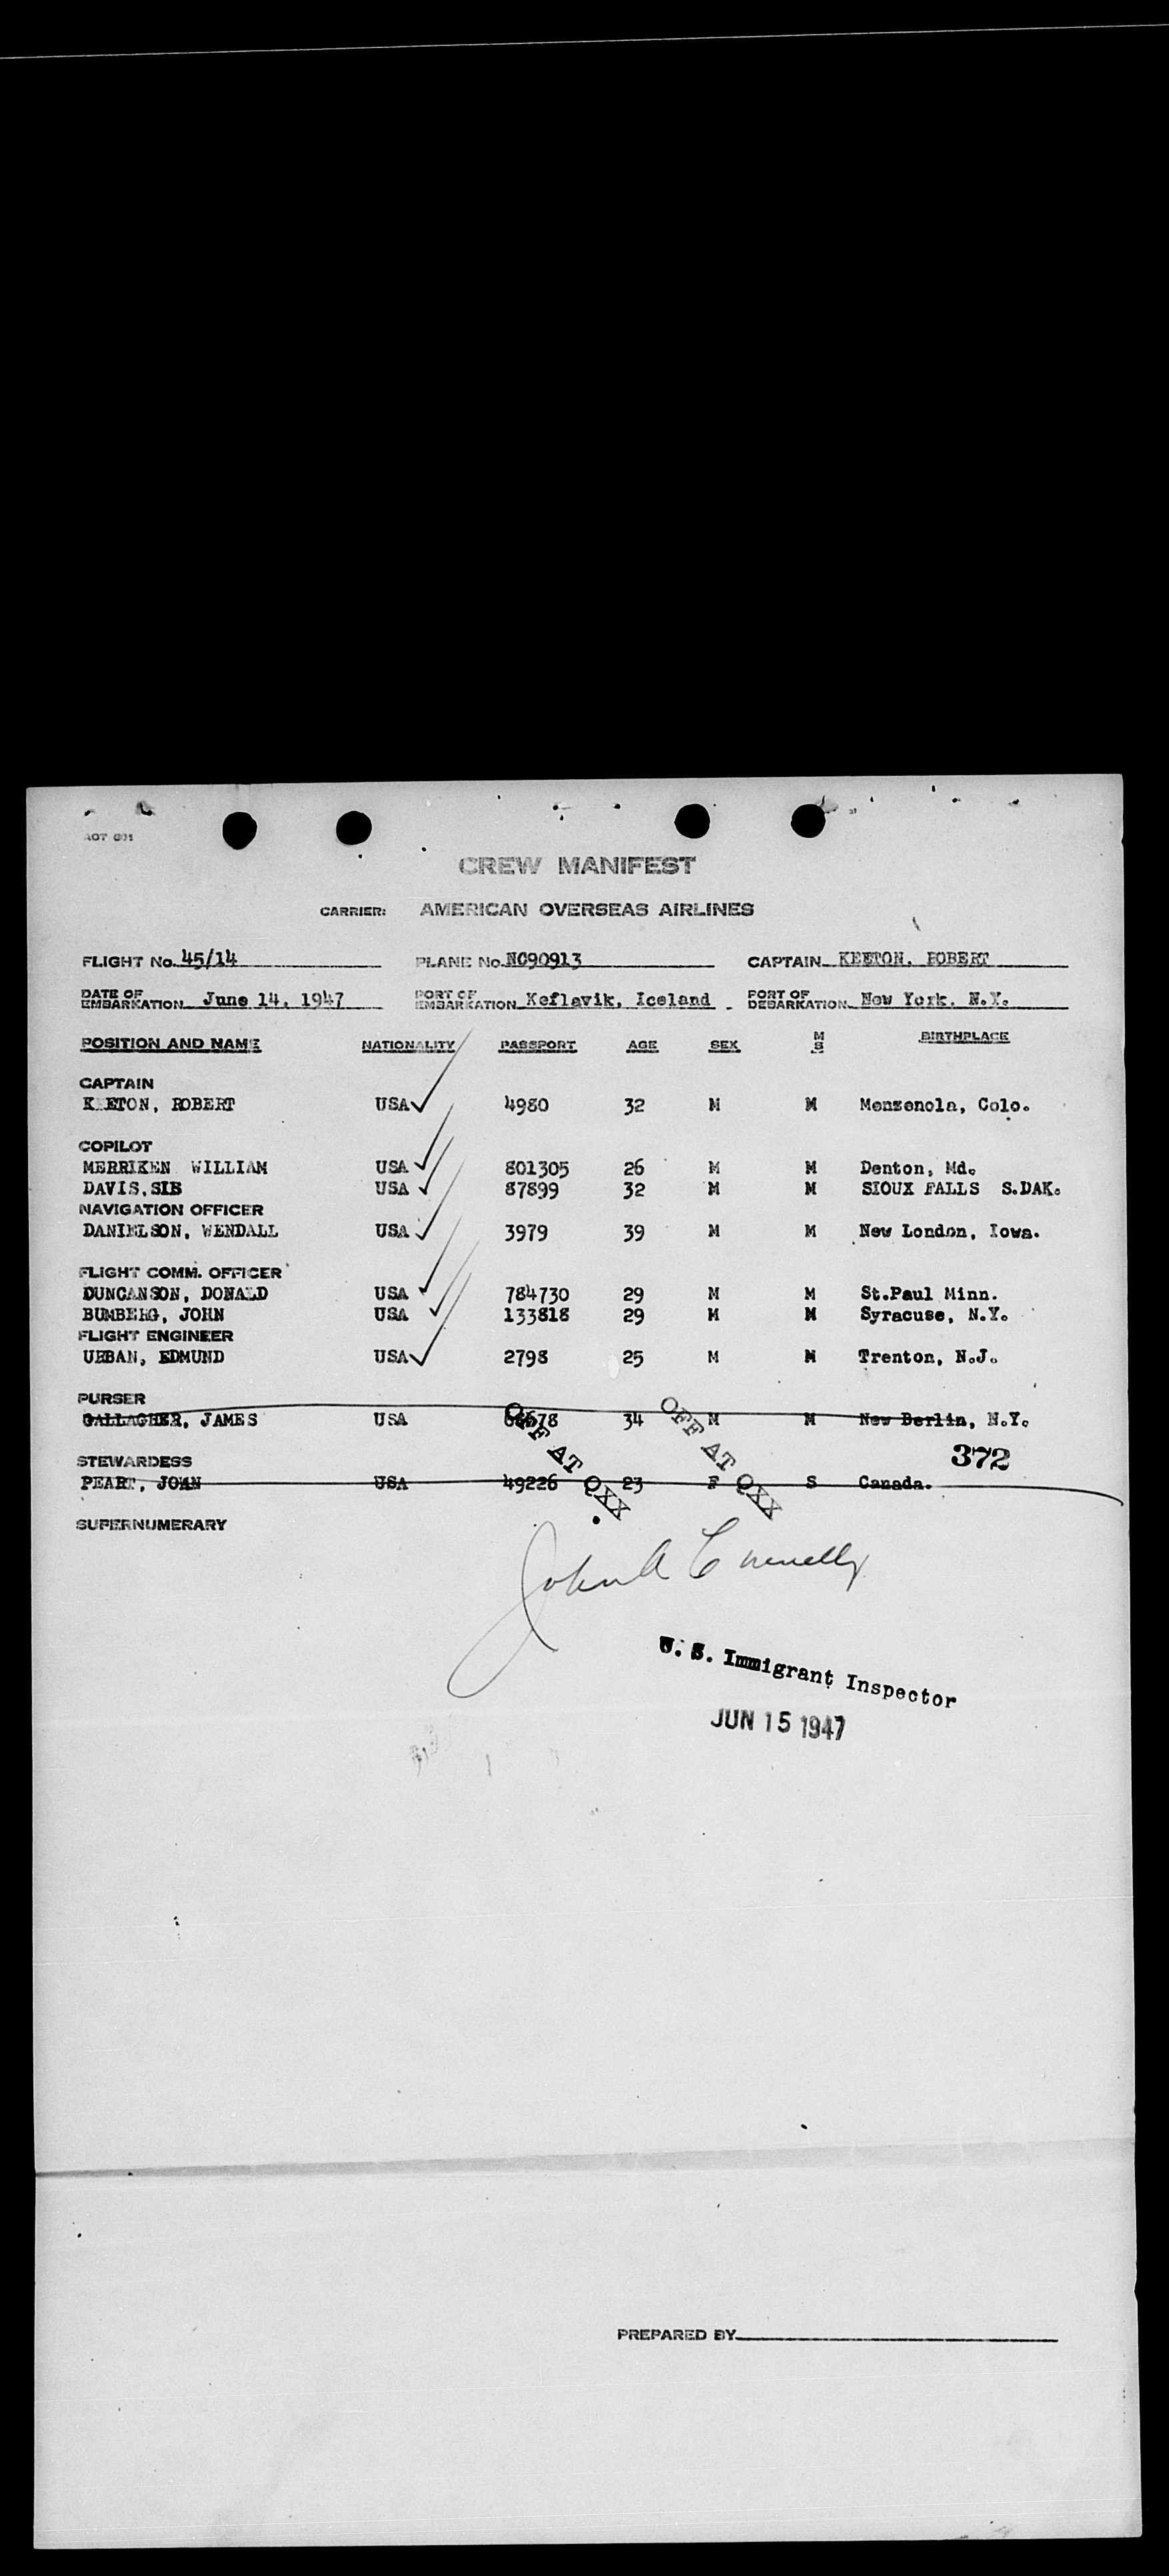 CREW MANIFEST
CARRIER: AMERICAN OVERSEAS AIRLINES
FLIGHT No. 45/14 PLANE No. NC90913 CAPTAIN KEETON, ROBERT
DATE OF EMBARKATION June 14, 1947 PORT OF EMBARKATION Keflavik, Iceland PORT OF DEBARKATION New York, N.Y.
POSITION AND NAME NATIONALITY PASSPORT AGE SEX M S BIRTHPLACE
CAPTAIN
KEETON, ROBERT USA 4980 32 M M Menzenola, Colo.
COPILOT
MERRIKEN WILLIAM USA 801305 26 M M Denton, Md.
DAVIS, SIB USA 87899 32 M M SIOUX FALLS S.DAK.
NAVIGATION OFFICER
DANIELSON, WENDALL USA 3979 39 M M New London, Iowa.
FLIGHT COMM. OFFICER
DUNCANSON, DONALD USA 784730 29 M M St.Paul Minn.
BUMBERG, JOHN USA 133818 29 M M Syracuse, N.Y.
FLIGHT ENGINEER
URBAN, EDMUND USA 2798 25 M M Trenton, N.J.
PURSER
GALLAGHER, JAMES USA 34 M M New Berlin, N.Y.
OFF AT QXX OFF AT QXX
372
STEWARDESS
PEART, JOAN USA 49226 23 F S Canada.
SUPERNUMERARY
John A Connelly
U. S. Immigrant Inspector
JUN 15 1947
PREPARED BY